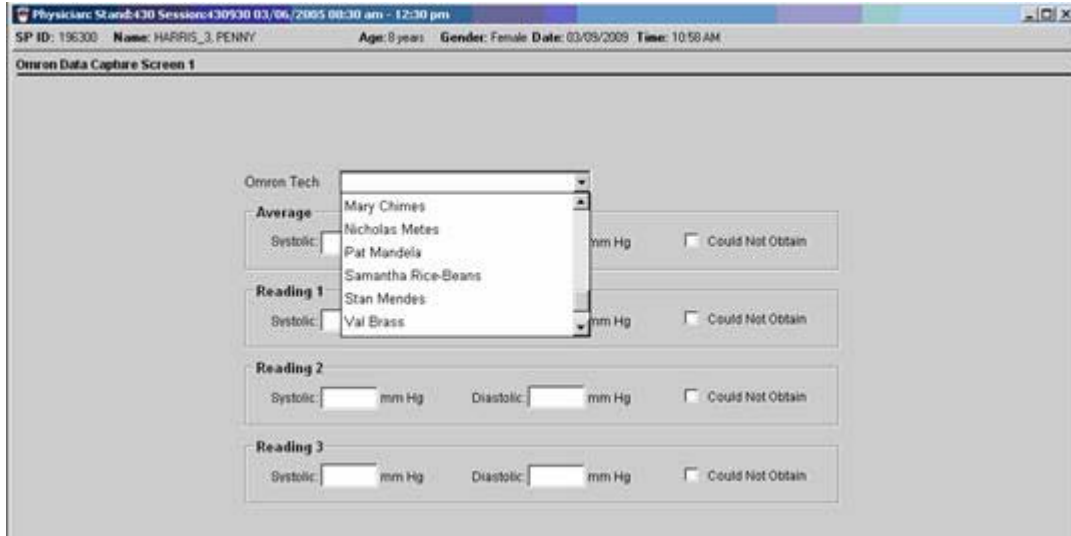 Physician: Stand:430 Session:430930 03/06/2005 08:30 am - 12:30 pm
SP ID: 196300 Name: HARRIS_3, PENNY Age: 8 years Gender: Female Date: 03/09/2009 Time: 10:58 AM
Omron Data Capture Screen 1
Omron Tech
Mary Chimes
Nicholas Metes
Pat Mandela
Samantha Rice-Beans
Stan Mendes
Val Brass
Average
Systolic: mm Hg Could Not Obtain
Reading 1
Systolic: mm Hg Could Not Obtain
Reading 2
Systolic: mm Hg Diastolic: mm Hg Could Not Obtain
Reading 3
Systolic: mm Hg Diastolic: mm Hg Could Not Obtain